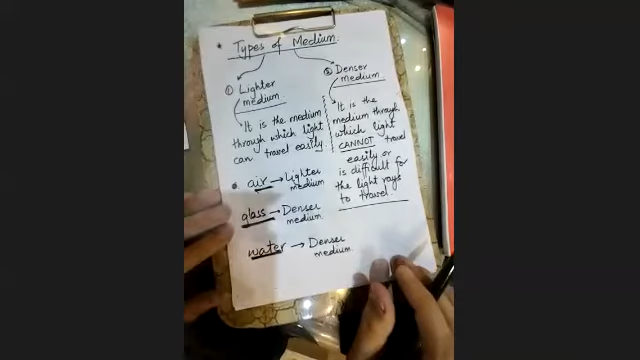 * Types of Medium.
① Lighter
medium
It is the medium
through which light
can travel easily.
② Denser
medium
It is the
medium through
which light
CANNOT travel
easily or
is difficult for
the light rays
to travel
air → Lighter
medium
glass → Denser
medium.
water → Denser
medium.